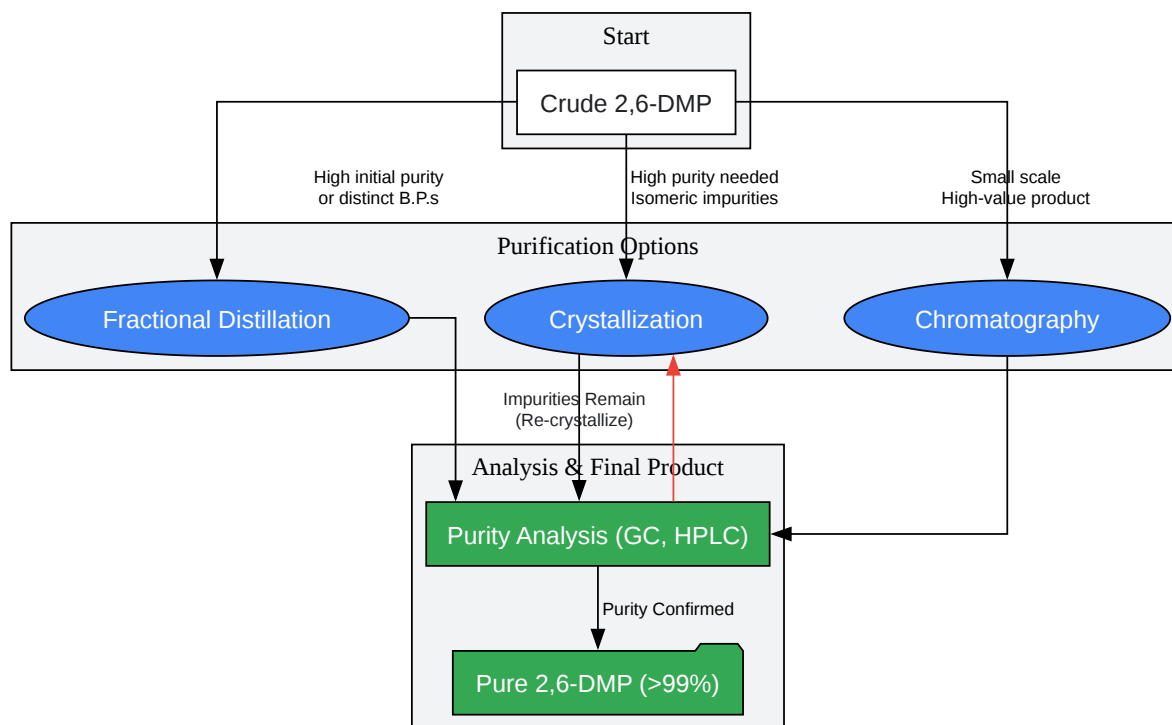 Start
Crude 2,6-DMP
High initial purity
or distinct B.P.s
High purity needed
Isomeric impurities
Small scale
High-value product
Purification Options
Fractional Distillation
Crystallization
Chromatography
Impurities Remain
(Re-crystallize)
Analysis & Final Product
Purity Analysis (GC, HPLC)
Purity Confirmed
Pure 2,6-DMP (>99%)